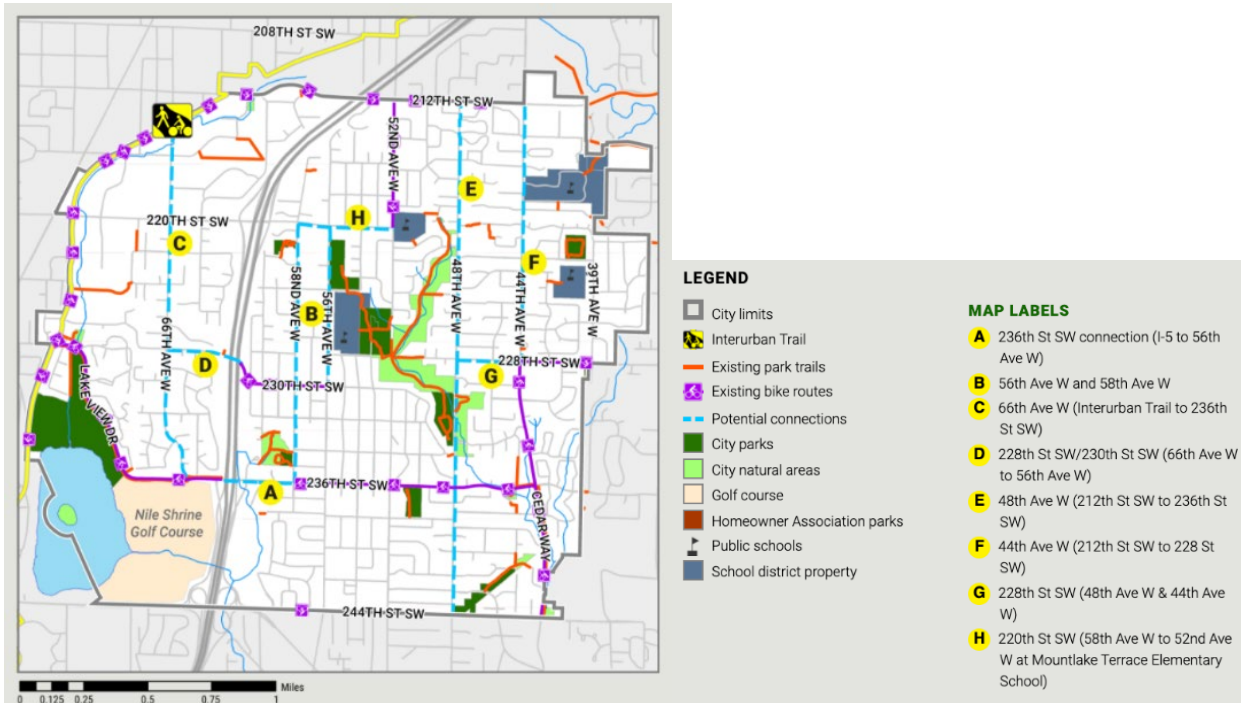 208TH ST SW
212TH ST SW
52ND AVE W
E
H
220TH ST SW
C
F
58ND AVE W
56TH AVE W
48TH AVE W
44TH AVE W
39TH AVE W
B
66TH AVE W
D
228TH ST SW
G
230TH ST SW
LAKE VIEW DR
A
236TH ST SW
CEDAR WAY
Nile Shrine
Golf Course
244TH ST SW
Miles
0 0.125 0.25 0.5 0.75 1
LEGEND
City limits
Interurban Trail
Existing park trails
Existing bike routes
Potential connections
City parks
City natural areas
Golf course
Homeowner Association parks
Public schools
School district property
MAP LABELS
A 236th St SW connection (I-5 to 56th
Ave W)
B 56th Ave W and 58th Ave W
C 66th Ave W (Interurban Trail to 236th
St SW)
D 228th St SW/230th St SW (66th Ave W
to 56th Ave W)
E 48th Ave W (212th St SW to 236th St
SW)
F 44th Ave W (212th St SW to 228 St
SW)
G 228th St SW (48th Ave W & 44th Ave
W)
H 220th St SW (58th Ave W to 52nd Ave
W at Mountlake Terrace Elementary
School)